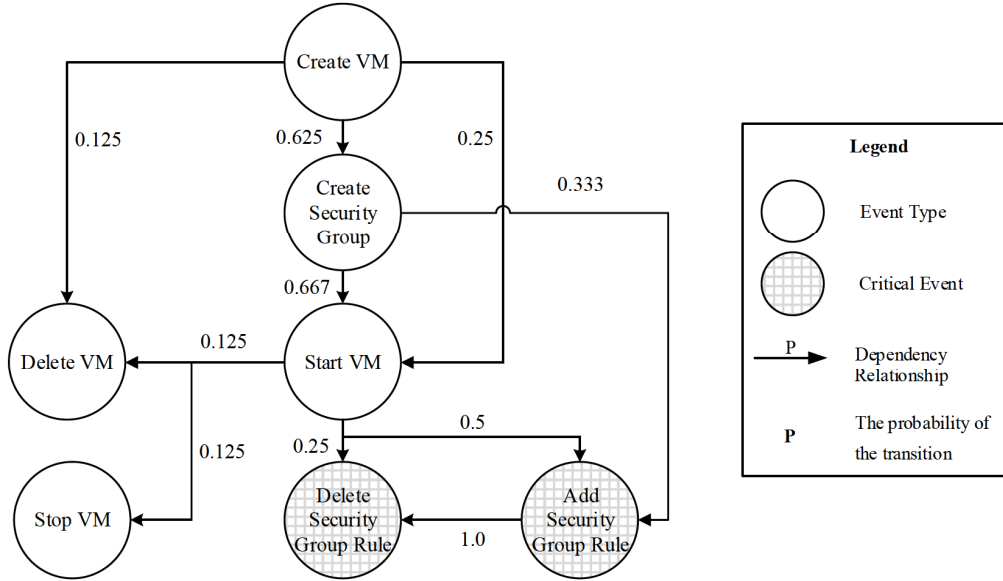 Create VM
0.125
0.625
0.25
Create
Security
Group
0.333
0.667
Delete VM
0.125
Start VM
0.125
0.25
0.5
Stop VM
Delete
Security
Group Rule
1.0
Add
Security
Group Rule
Legend
Event Type
Critical Event
P
Dependency
Relationship
P
The probability of
the transition